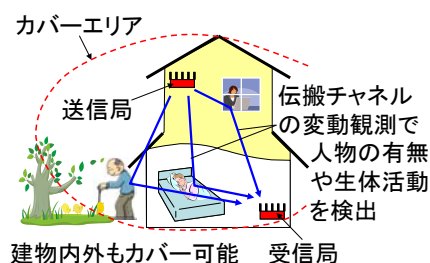 カバーエリア
送信局
伝搬チャネル
の変動観測で
人物の有無
や生体活動
を検出
建物内外もカバー可能
受信局